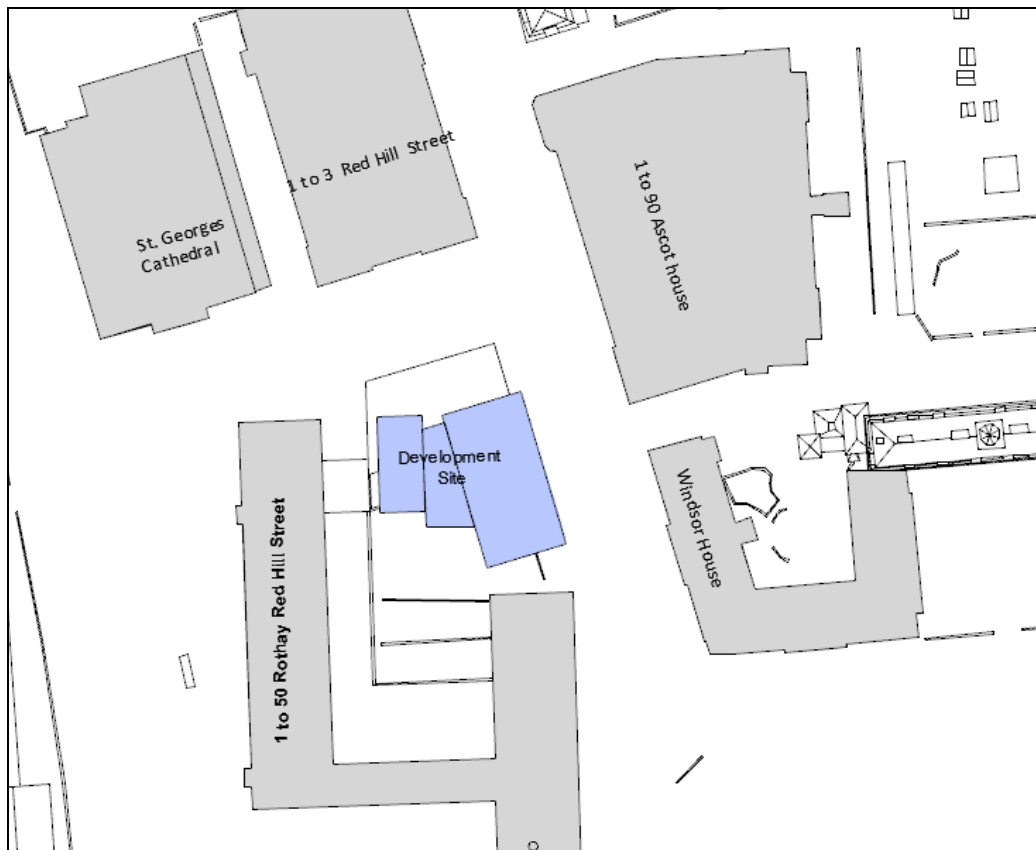 1 to 3 Red Hill Street
St. Georges
Cathedral
1 to 90 Ascot house
Development
Site
Windsor House
1 to 50 Rothay Red Hill Street